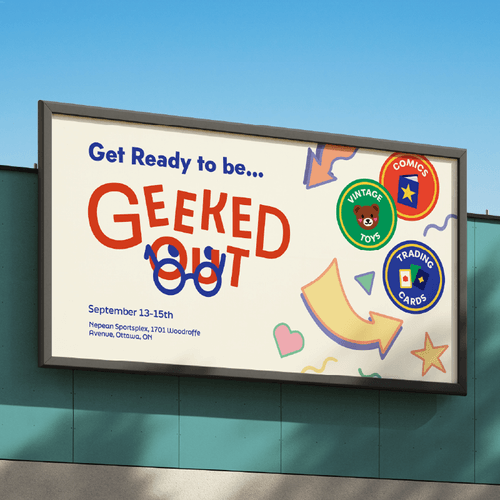 Get Ready to be...
GEEKED
OUT
September 13-15th
Nepean Sportsplex, 1701 Woodroffe
Avenue, Ottawa, ON
COMICS
VINTAGE
TOYS
TRADING
CARDS